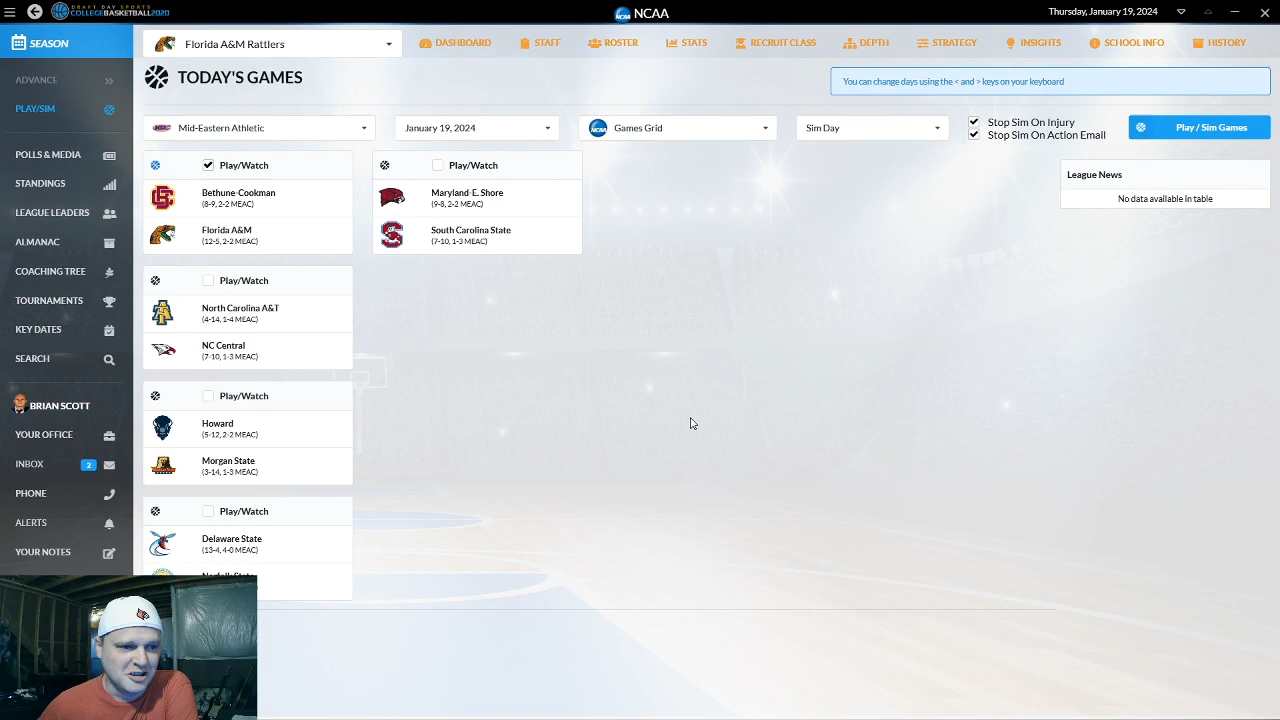 DRAFT DAY SPORTS
COLLEGE BASKETBALL 2020
NCAA
Thursday, January 19, 2024
SEASON
Florida A&M Rattlers
DASHBOARD
STAFF
ROSTER
STATS
RECRUIT CLASS
DEPTH
STRATEGY
INSIGHTS
SCHOOL INFO
HISTORY
ADVANCE
PLAY/SIM
POLLS & MEDIA
STANDINGS
LEAGUE LEADERS
ALMANAC
COACHING TREE
TOURNAMENTS
KEY DATES
SEARCH
BRIAN SCOTT
YOUR OFFICE
INBOX 2
PHONE
ALERTS
YOUR NOTES
TODAY'S GAMES
You can change days using the < and > keys on your keyboard
Mid-Eastern Athletic
January 19, 2024
Games Grid
Sim Day
Stop Sim On Injury
Stop Sim On Action Email
Play / Sim Games
Play/Watch
Bethune-Cookman
(8-9, 2-2 MEAC)
Florida A&M
(12-5, 2-2 MEAC)
Play/Watch
Maryland-E. Shore
(9-8, 2-2 MEAC)
South Carolina State
(7-10, 1-3 MEAC)
Play/Watch
North Carolina A&T
(4-14, 1-4 MEAC)
NC Central
(7-10, 1-3 MEAC)
Play/Watch
Howard
(5-12, 2-2 MEAC)
Morgan State
(3-14, 1-3 MEAC)
Play/Watch
Delaware State
(13-4, 4-0 MEAC)
Norfolk State
League News
No data available in table